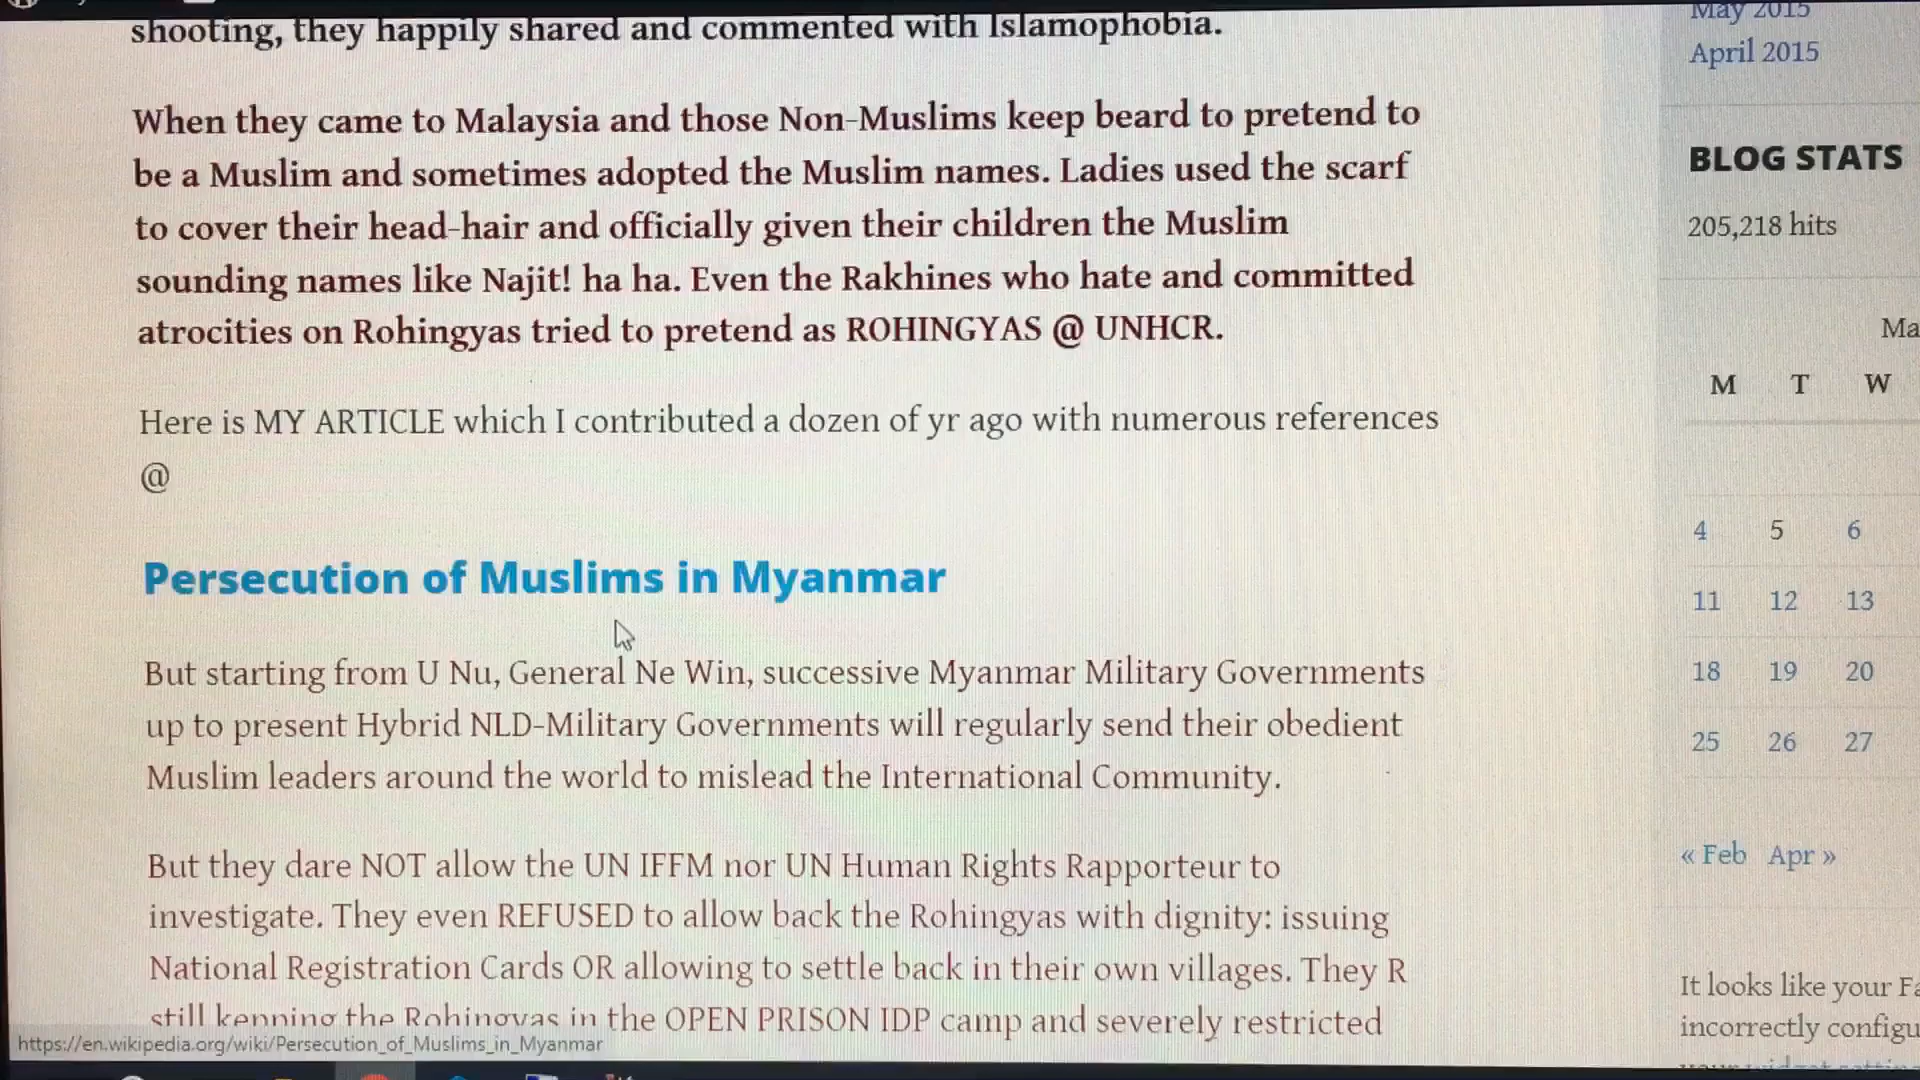 shooting, they happily shared and commented with Islamophobia.
When they came to Malaysia and those Non-Muslims keep beard to pretend to
be a Muslim and sometimes adopted the Muslim names. Ladies used the scarf
to cover their head-hair and officially given their children the Muslim
sounding names like Najit! ha ha. Even the Rakhines who hate and committed
atrocities on Rohingyas tried to pretend as ROHINGYAS @ UNHCR.
Here is MY ARTICLE which I contributed a dozen of yr ago with numerous references
@
Persecution of Muslims in Myanmar
But starting from U Nu, General Ne Win, successive Myanmar Military Governments
up to present Hybrid NLD-Military Governments will regularly send their obedient
Muslim leaders around the world to mislead the International Community.
But they dare NOT allow the UN IFFM nor UN Human Rights Rapporteur to
investigate. They even REFUSED to allow back the Rohingyas with dignity: issuing
National Registration Cards OR allowing to settle back in their own villages. They R
still kepping the Rohingyas in the OPEN PRISON IDP camp and severely restricted
https://en.wikipedia.org/wiki/Persecution_of_Muslims_in_Myanmar
May 2015
April 2015
BLOG STATS
205,218 hits
Ma
M T W
4 5 6
11 12 13
18 19 20
25 26 27
« Feb Apr »
It looks like your Fa
incorrectly configu